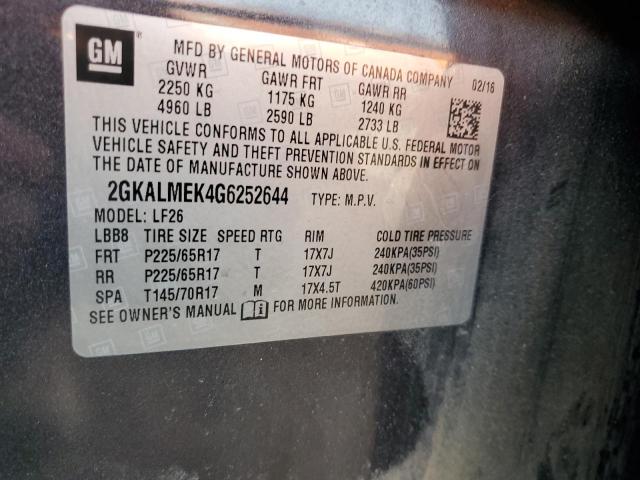 GM
MFD BY GENERAL MOTORS OF CANADA COMPANY
02/16
GVWR GAWR FRT GAWR RR
2250 KG 1175 KG 1240 KG
4960 LB 2590 LB 2733 LB
THIS VEHICLE CONFORMS TO ALL APPLICABLE U.S. FEDERAL MOTOR
VEHICLE SAFETY AND THEFT PREVENTION STANDARDS IN EFFECT ON
THE DATE OF MANUFACTURE SHOWN ABOVE.
2GKALMEK4G6252644 TYPE: M.P.V.
MODEL: LF26
LBB8 TIRE SIZE SPEED RTG RIM COLD TIRE PRESSURE
FRT P225/65R17 T 17X7J 240KPA(35PSI)
RR P225/65R17 T 17X7J 240KPA(35PSI)
SPA T145/70R17 M 17X4.5T 420KPA(60PSI)
SEE OWNER'S MANUAL FOR MORE INFORMATION.